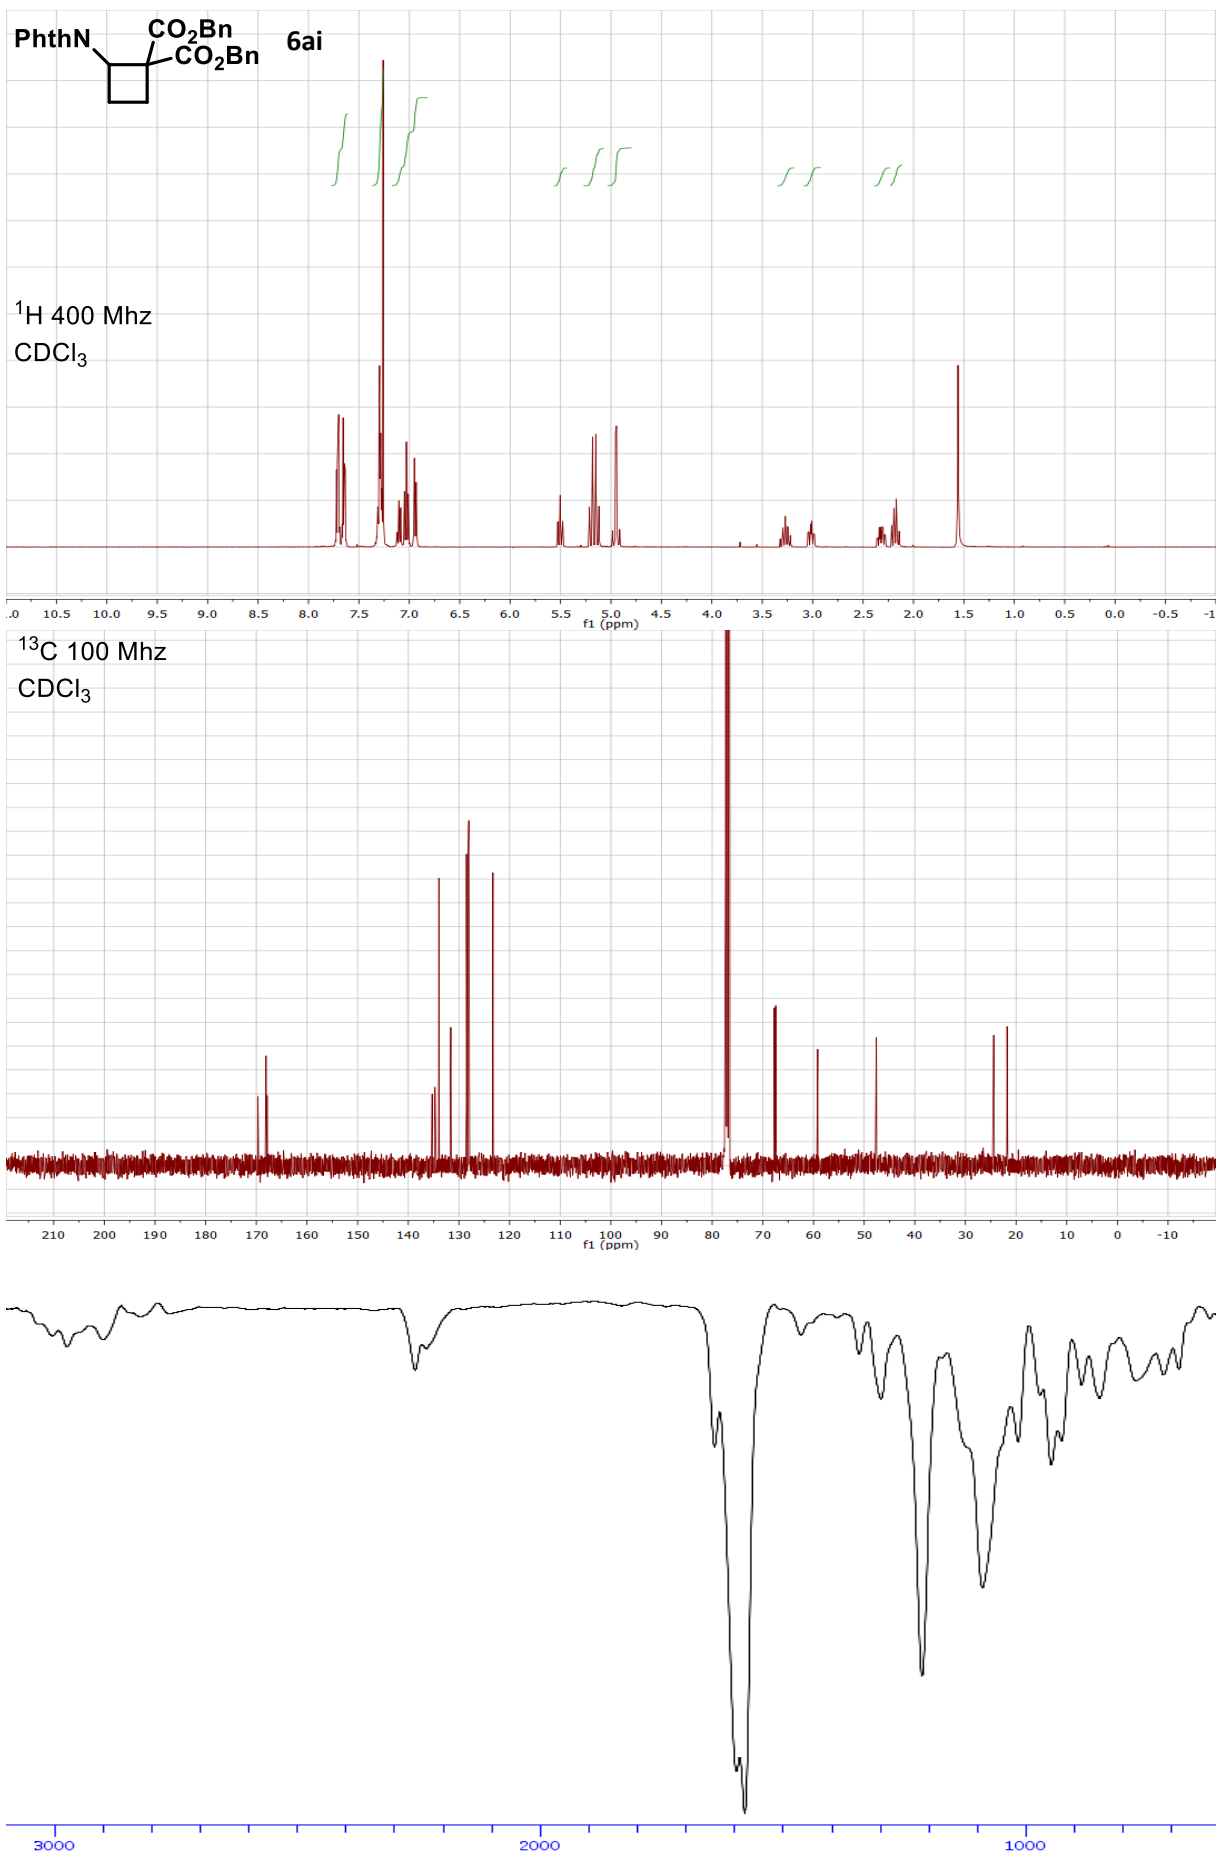 CO2Bn
PhthN
CO2Bn
6ai
1H 400 Mhz
CDCl3
.0 10.5 10.0 9.5 9.0 8.5 8.0 7.5 7.0 6.5 6.0 5.5 5.0 4.5 4.0 3.5 3.0 2.5 2.0 1.5 1.0 0.5 0.0 -0.5 -1
f1 (ppm)
13C 100 Mhz
CDCl3
210 200 190 180 170 160 150 140 130 120 110 100 90 80 70 60 50 40 30 20 10 0 -10
f1 (ppm)
3000 2000 1000